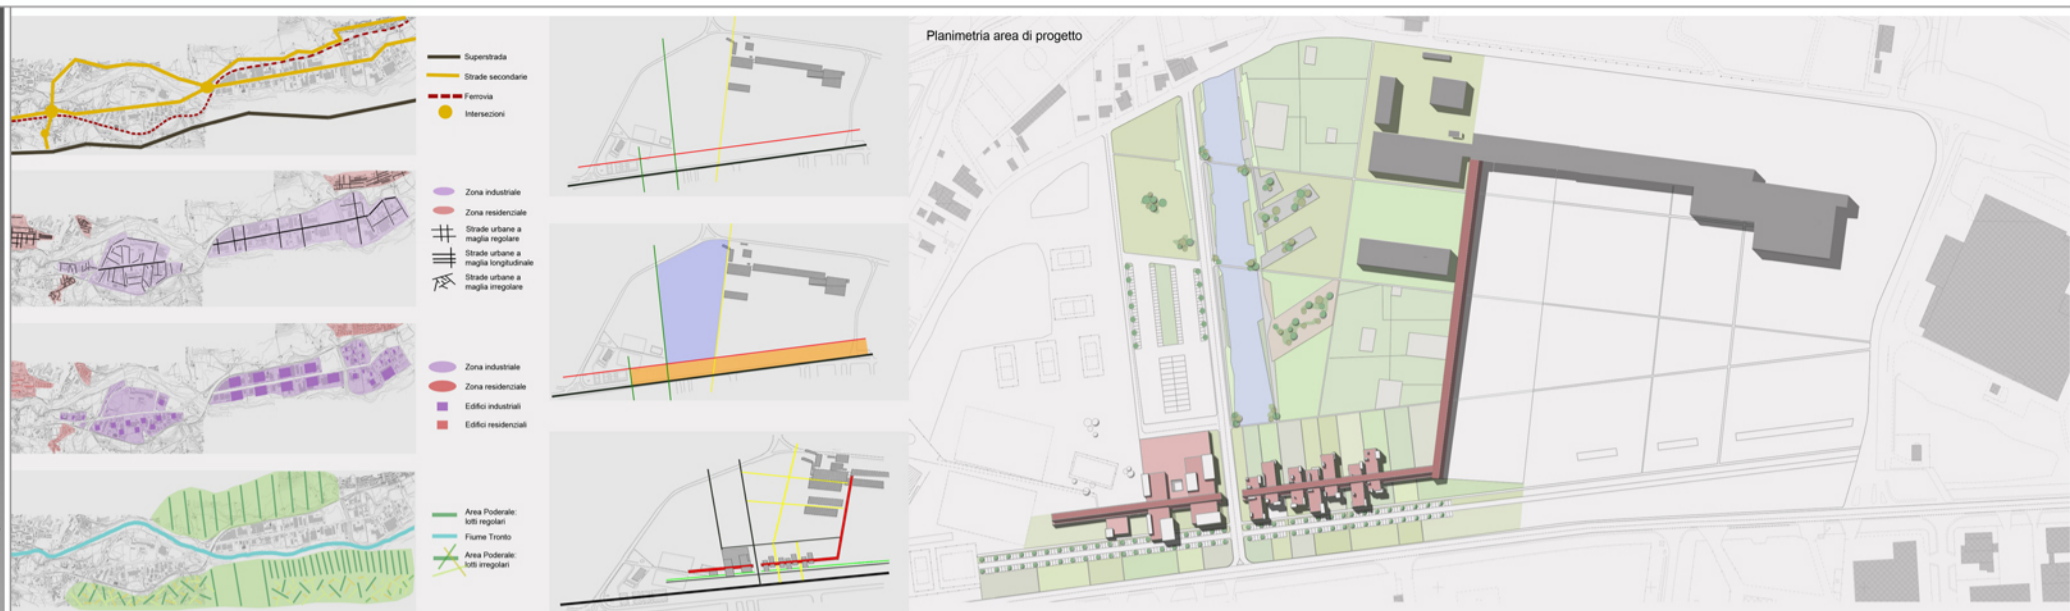 Planimetria area di progetto
Superstrada
Strade secondarie
Ferrovia
Intersezioni
Zona industriale
Zona residenziale
Strade urbane a
maglia regolare
Strade urbane a
maglia longitudinale
Strade urbane a
maglia irregolare
Zona industriale
Zona residenziale
Edifici industriali
Edifici residenziali
Area Poderale:
lotti regolari
Fiume Tronto
Area Poderale:
lotti irregolari